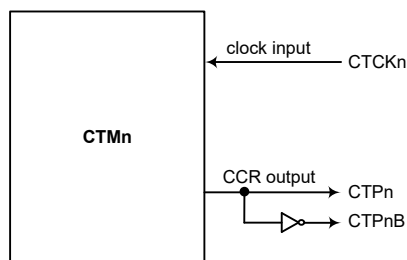 clock input
CTCKn
CTMn
CCR output
CTPn
CTPnB